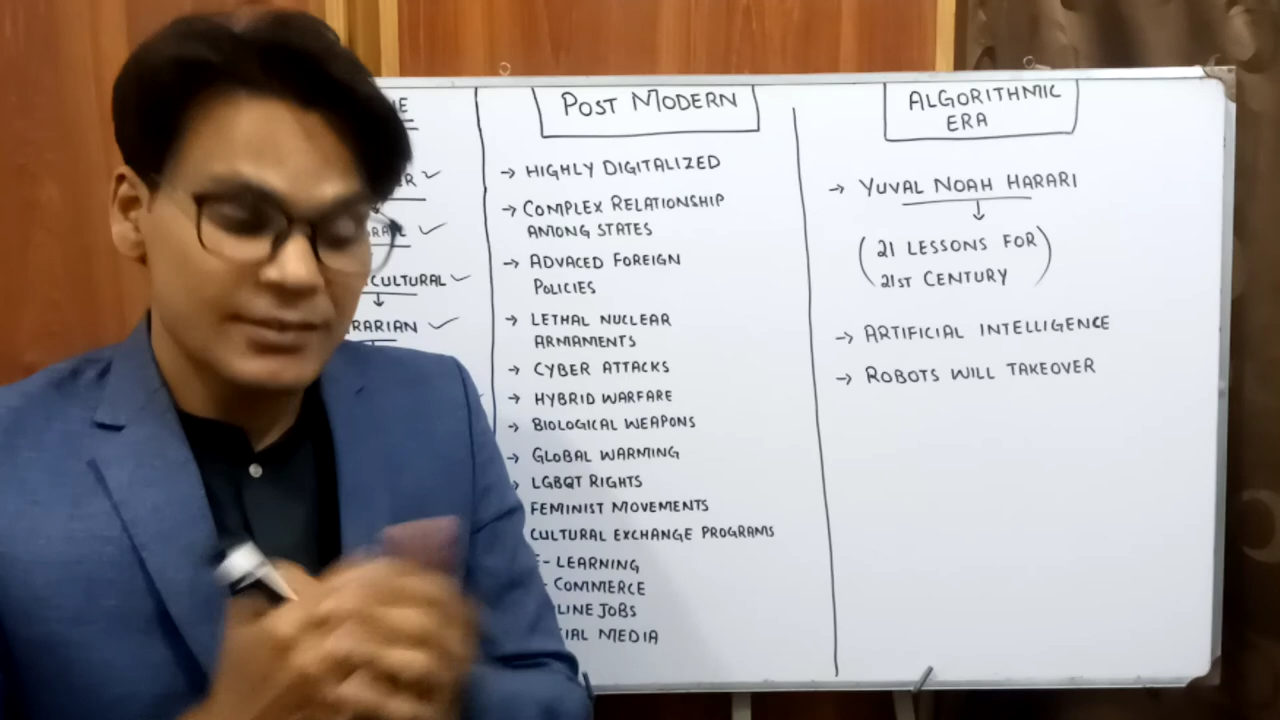 POST MODERN
→ HIGHLY DIGITALIZED
→ COMPLEX RELATIONSHIP
AMONG STATES
→ ADVACED FOREIGN
POLICIES
→ LETHAL NUCLEAR
ARMAMENTS
→ CYBER ATTACKS
→ HYBRID WARFARE
→ BIOLOGICAL WEAPONS
→ GLOBAL WARMING
→ LGBQT RIGHTS
FEMINIST MOVEMENTS
CULTURAL EXCHANGE PROGRAMS
E-LEARNING
COMMERCE
JOBS
MEDIA
ALGORITHMIC
ERA
→ YUVAL NOAH HARARI
(21 LESSONS FOR
21ST CENTURY)
→ ARTIFICIAL INTELLIGENCE
→ ROBOTS WILL TAKEOVER